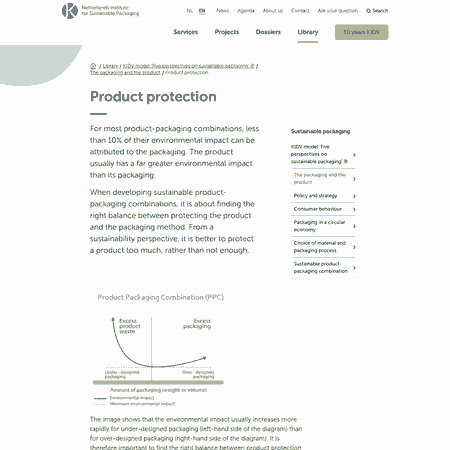 Netherlands Institute
for Sustainable Packaging
NL EN News Agenda About us Contact Ask your question Search
Services Projects Dossiers Library 10 years KIDV
/ Library / KIDV model 'Five perspectives on sustainable packaging' ® /
The packaging and the product / Product protection
Product protection
For most product-packaging combinations, less
than 10% of their environmental impact can be
attributed to the packaging. The product
usually has a far greater environmental impact
than its packaging.
When developing sustainable product-
packaging combinations, it is about finding the
right balance between protecting the product
and the packaging method. From a
sustainability perspective, it is better to protect
a product too much, rather than not enough.
Sustainable packaging
KIDV model 'Five
perspectives on
sustainable packaging' ®
The packaging and the
product
Policy and strategy
Consumer behaviour
Packaging in a circular
economy
Choice of material and
packaging process
Sustainable product-
packaging combination
Product Packaging Combination (PPC)
Excess
product
waste
Excess
packaging
Under - designed
packaging
Over - designed
packaging
Amount of packaging (weight or volume)
Environmental impact
Minimum environmental impact
The image shows that the environmental impact usually increases more
rapidly for under-designed packaging (left-hand side of the diagram) than
for over-designed packaging (right-hand side of the diagram). It is
therefore important to find the right balance between product protection